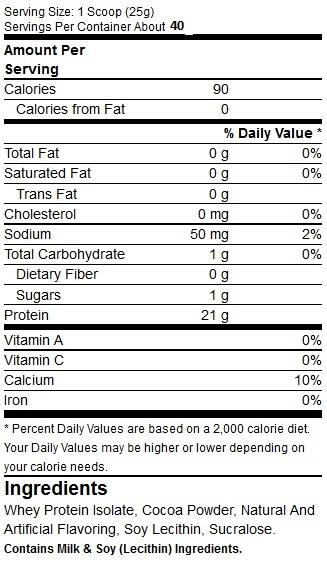 Serving Size: 1 Scoop (25g)
Servings Per Container About 40
Amount Per
Serving
Calories 90
Calories from Fat 0
% Daily Value *
Total Fat 0 g 0%
Saturated Fat 0 g 0%
Trans Fat 0 g
Cholesterol 0 mg 0%
Sodium 50 mg 2%
Total Carbohydrate 1 g 0%
Dietary Fiber 0 g
Sugars 1 g
Protein 21 g
Vitamin A 0%
Vitamin C 0%
Calcium 10%
Iron 0%
* Percent Daily Values are based on a 2,000 calorie diet.
Your Daily Values may be higher or lower depending on
your calorie needs.
Ingredients
Whey Protein Isolate, Cocoa Powder, Natural And
Artificial Flavoring, Soy Lecithin, Sucralose.
Contains Milk & Soy (Lecithin) Ingredients.